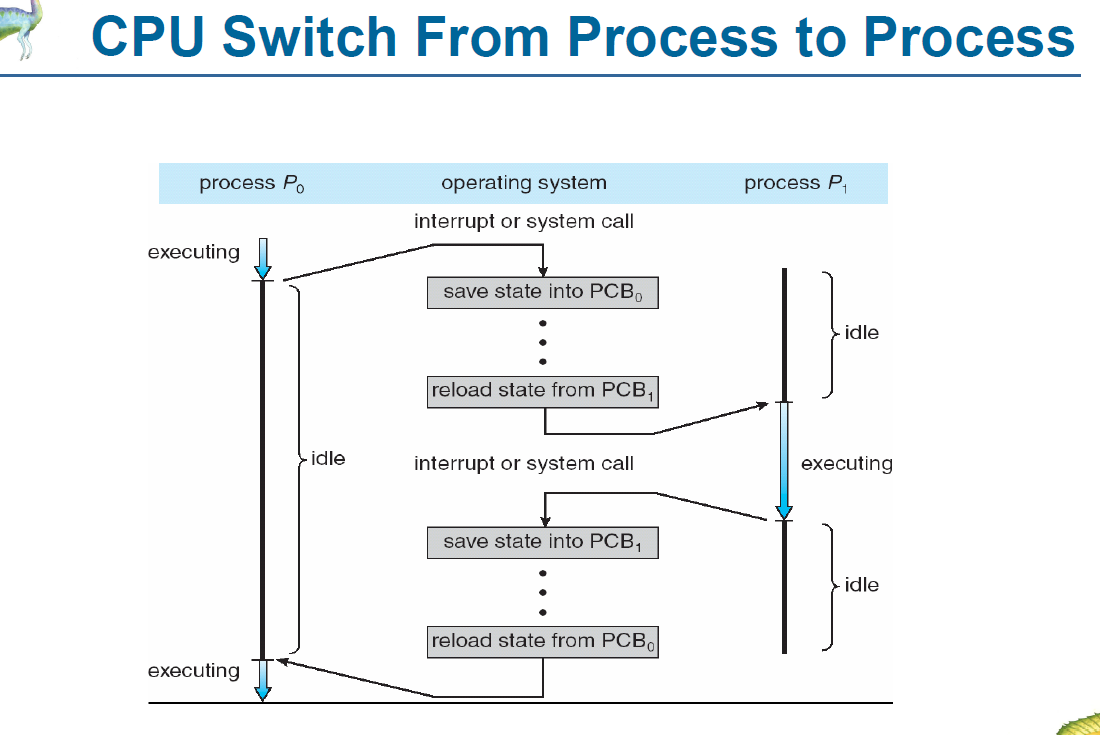 CPU Switch From Process to Process
process P0
operating system
process P1
interrupt or system call
executing
save state into PCB0
idle
reload state from PCB1
idle
interrupt or system call
executing
save state into PCB1
idle
reload state from PCB0
executing